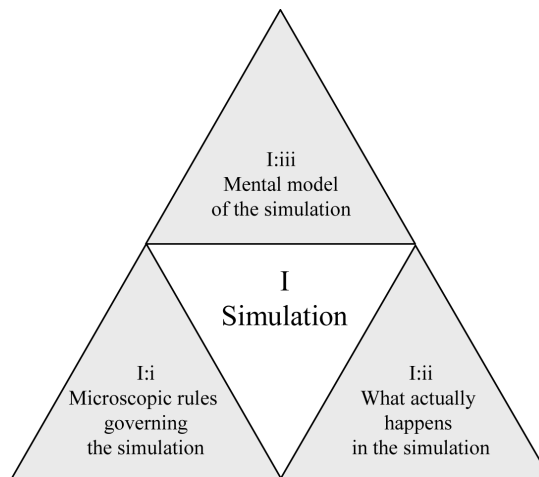 I:iii
Mental model
of the simulation
I
Simulation
I:i
Microscopic rules
governing
the simulation
I:ii
What actually
happens
in the simulation